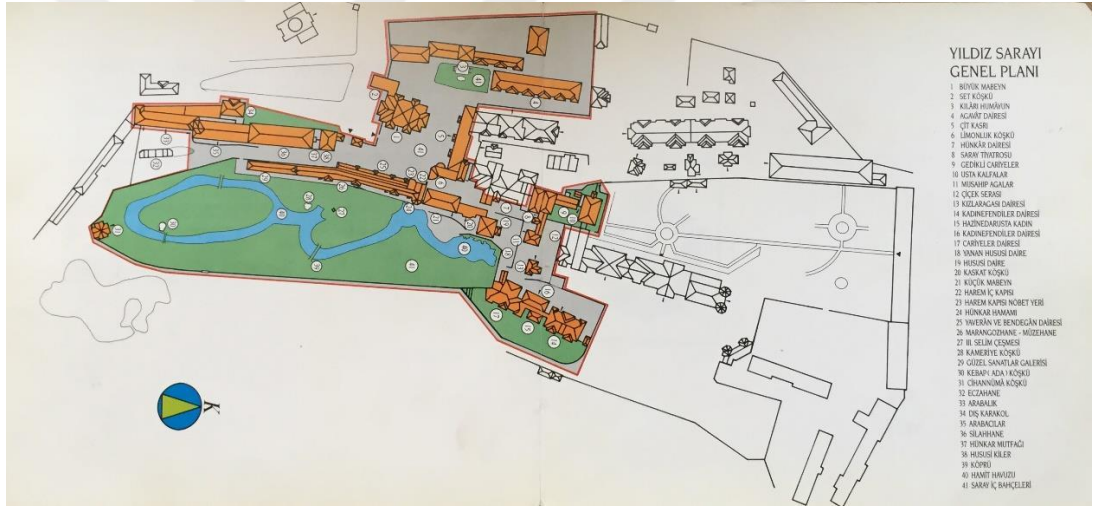 YILDIZ SARAYI
GENEL PLANI
1 BÜYÜK MABEYN
2 SET KÖŞKÜ
3 KILÂRI HUMÂYUN
4 AGAVÂT DAİRESİ
5 ÇİT KASRI
6 LİMONLUK KÖŞKÜ
7 HÜNKÂR DAİRESİ
8 SARAY TİYATROSU
9 GEDİKLİ CARİYELER
10 USTA KALFALAR
11 MUSAHIP AGALAR
12 ÇİÇEK SERASI
13 KIZLARAGASI DAİRESİ
14 KADINEFENDİLER DAİRESİ
15 HAZİNEDARUSTA KADIN
16 KADINEFENDİLER DAİRESİ
17 CARİYELER DAİRESİ
18 YANAN HUSUSİ DAİRE
19 HUSUSİ DAİRE
20 KASKAT KÖŞKÜ
21 KÜÇÜK MABEYN
22 HAREM İÇ KAPISI
23 HAREM KAPISI NÖBET YERİ
24 HÜNKAR HAMAMI
25 YAVERÂN VE BENDEGÂN DAİRESİ
26 MARANGOZHANE - MÜZEHANE
27 III. SELİM ÇEŞMESİ
28 KAMERİYE KÖŞKÜ
29 GÜZEL SANATLAR GALERİSİ
30 KEBAP ( ADA ) KÖŞKÜ
31 CİHANNÜMÂ KÖŞKÜ
32 ECZAHANE
33 ARABALIK
34 DIŞ KARAKOL
35 ARABACILAR
36 SİLAHHANE
37 HÜNKAR MUTFAĞI
38 HUSUSİ KİLER
39 KÖPRÜ
40 HAMİT HAVUZU
41 SARAY İÇ BAHÇELERİ
K